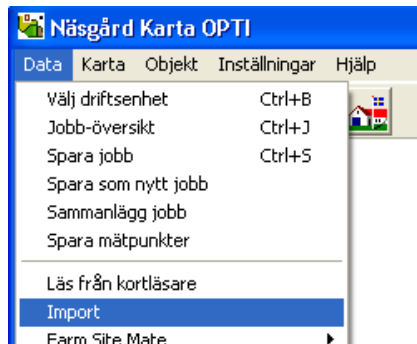 Näsgård Karta OPTI
Data Karta Objekt Inställningar Hjälp
Välj driftsenhet Ctrl+B
Jobb-översikt Ctrl+J
Spara jobb Ctrl+S
Spara som nytt jobb
Sammanlägg jobb
Spara mätpunkter
Läs från kortläsare
Import
Farm Site Mate